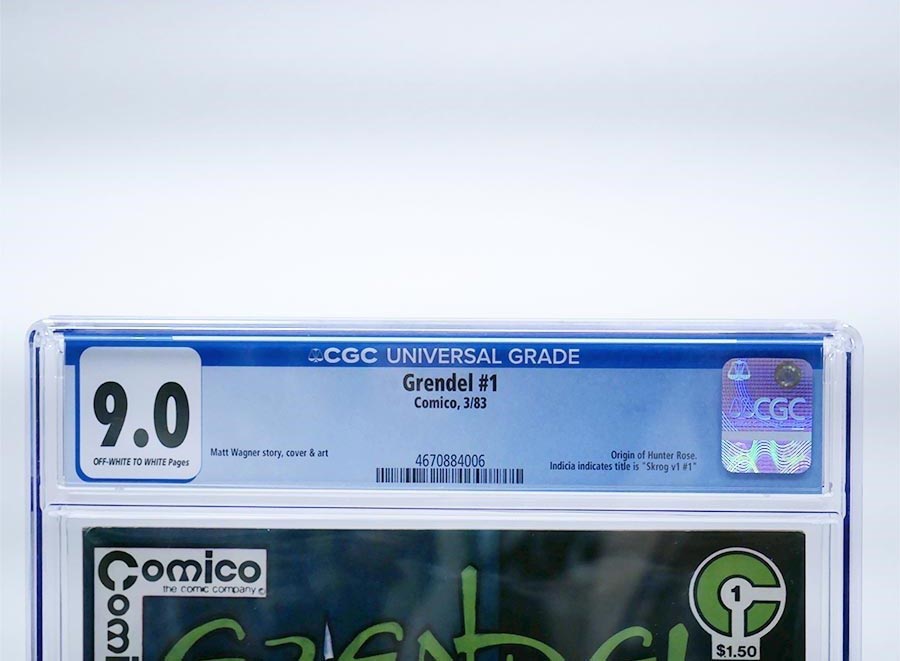 CGC UNIVERSAL GRADE
Grendel #1
Comico, 3/83
9.0
OFF-WHITE TO WHITE Pages
Matt Wagner story, cover & art
4670884006
Origin of Hunter Rose.
Indicia indicates title is "Skrog v1 #1"
CGC
Comico
the comic company ©
Comi
GRENDEL
1
$1.50